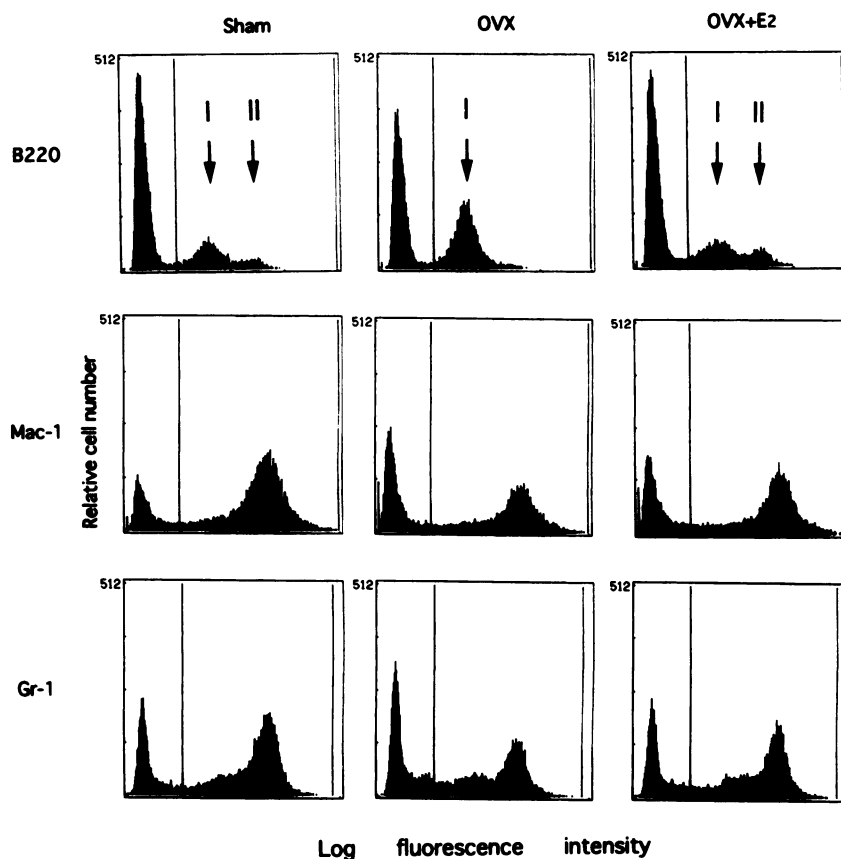 Sham OVX OVX+E2
512 512 512
I II I I II
B220
512 512 512
Mac-1
Relative cell number
512 512 512
Gr-1
Log fluorescence intensity